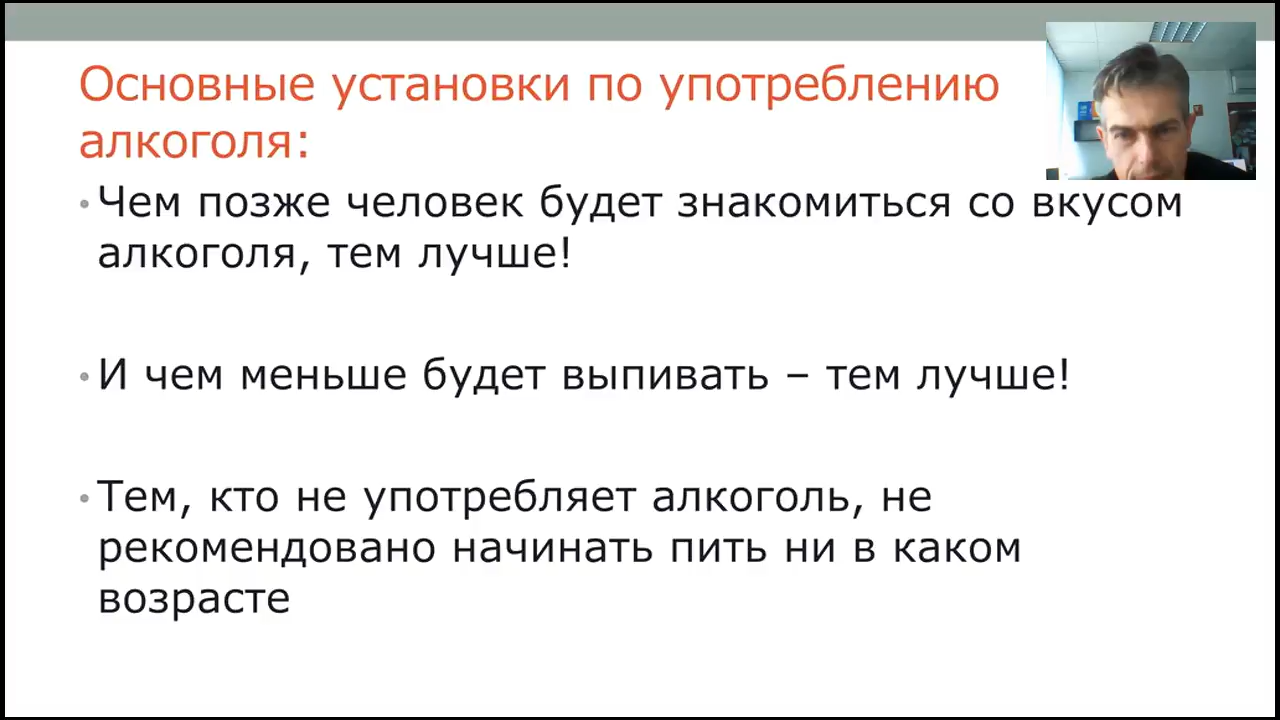 Основные установки по употреблению
алкоголя:
Чем позже человек будет знакомиться со вкусом
алкоголя, тем лучше!
И чем меньше будет выпивать – тем лучше!
Тем, кто не употребляет алкоголь, не
рекомендовано начинать пить ни в каком
возрасте